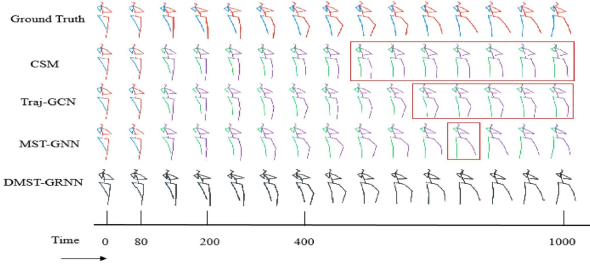 Ground Truth
CSM
Traj-GCN
MST-GNN
DMST-GRNN
Time 0 80 200 400 1000